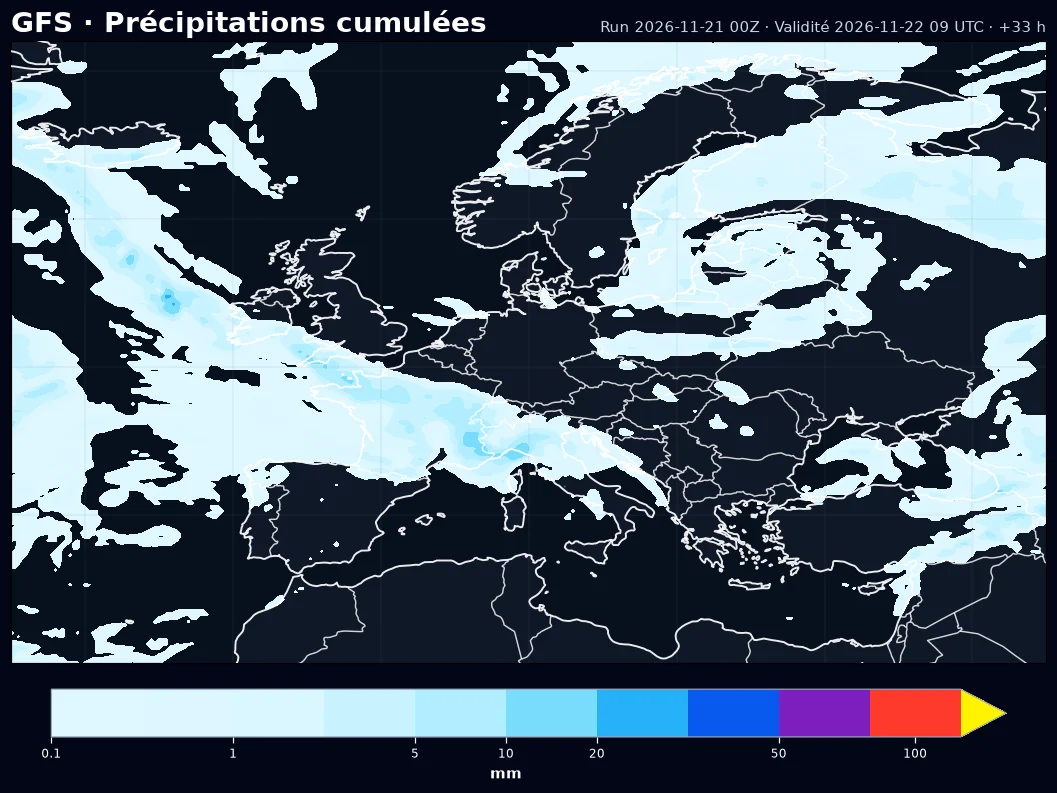 GFS · Précipitations cumulées
Run 2026-11-21 00Z · Validité 2026-11-22 09 UTC · +33 h
0.1 1 5 10 20 50 100
mm